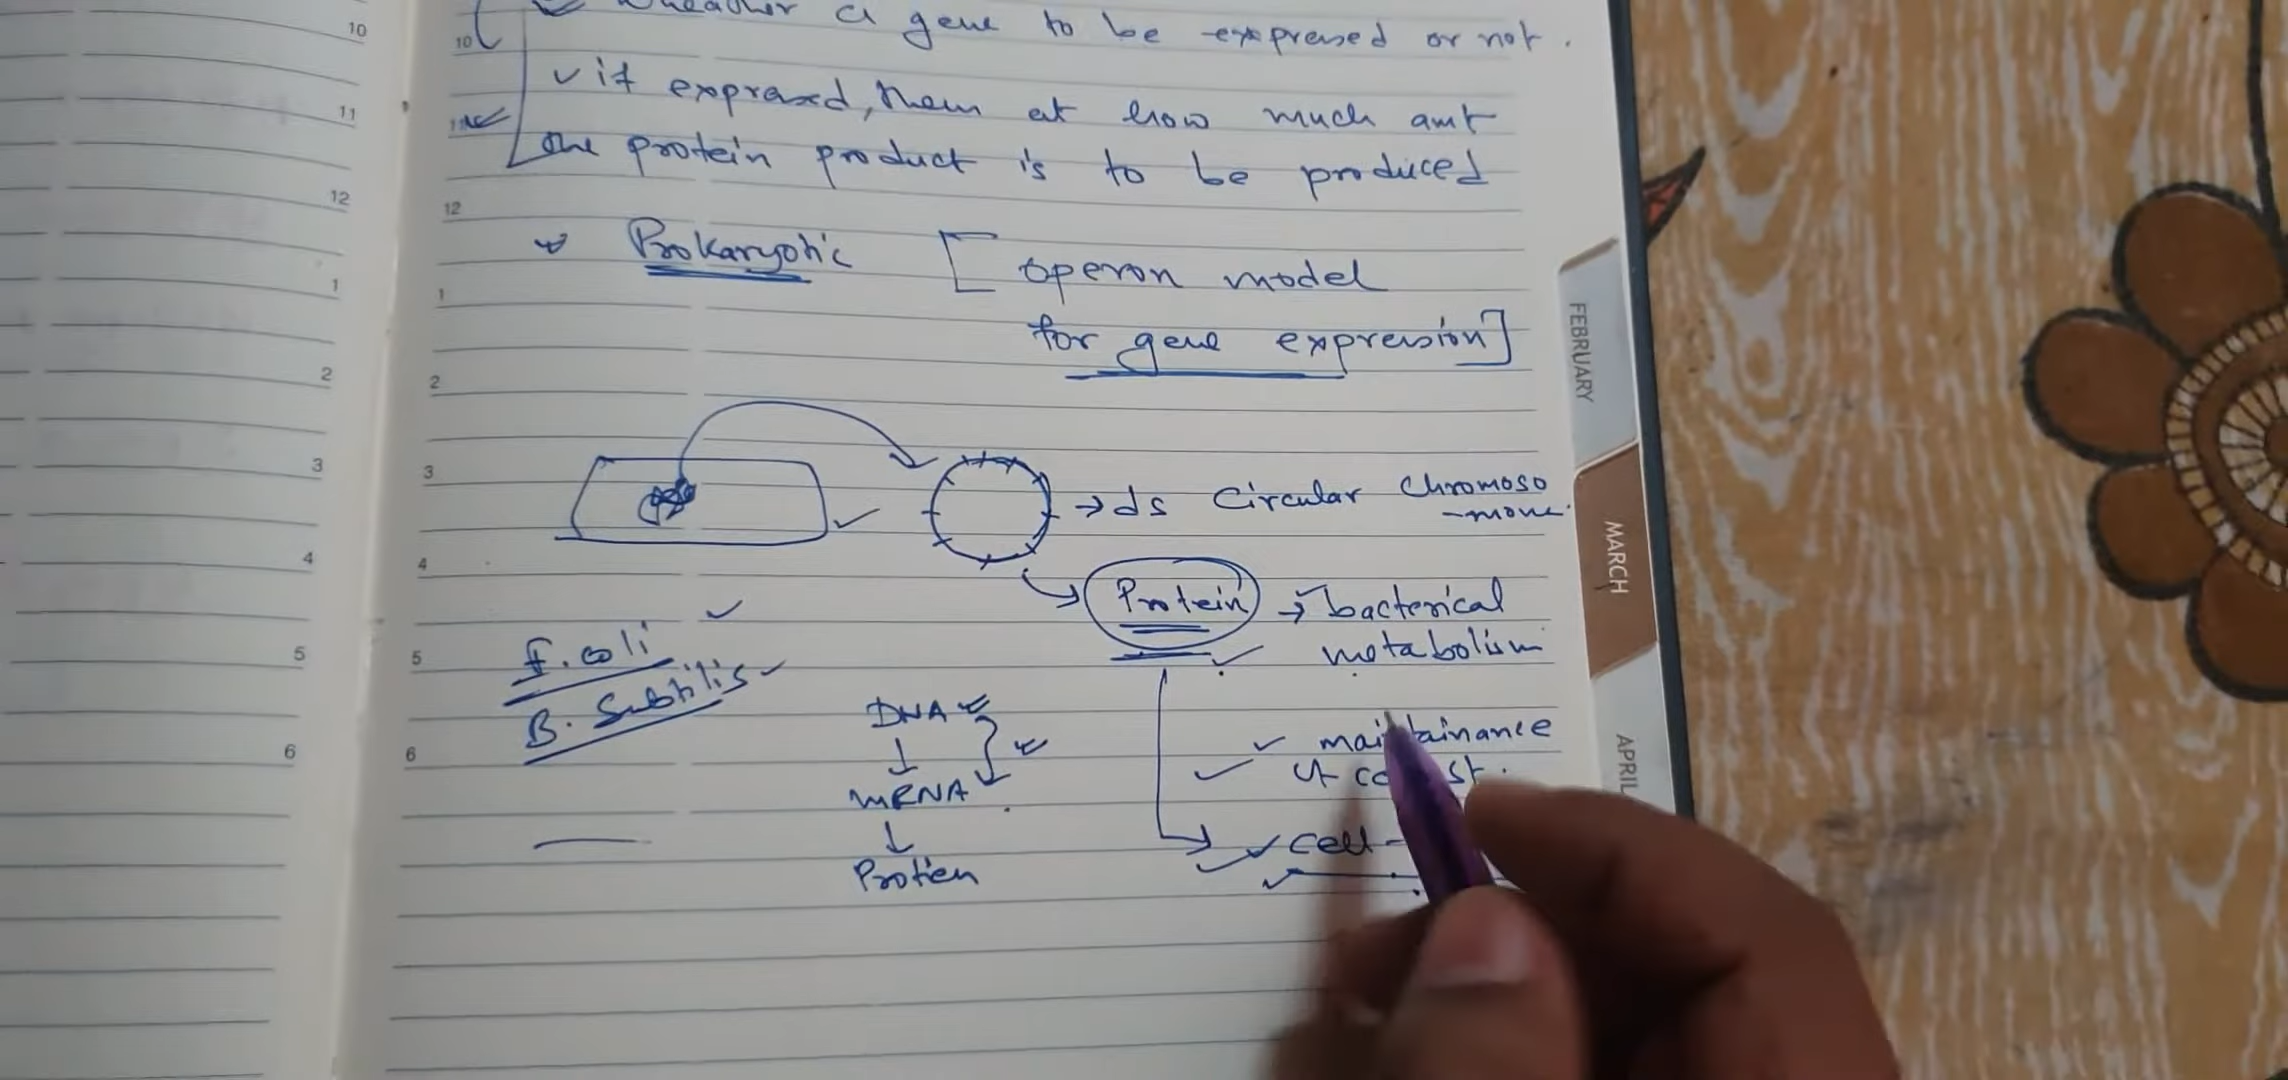 10
10
a gene to be expressed or not.
11
if expressed, them at how much amt
the protein product is to be produced
12
12
Prokaryotic [ operon model
for gene expression]
1
1
2
2
3
3
→ ds Circular Chromoso
-mone.
4
4
Protein → bacterical
metabolism
5
5
E. coli
B. Subtilis
DNA
↓
mRNA
↓
Protien
maintainance
cell-
6
6
FEBRUARY
MARCH
APRIL